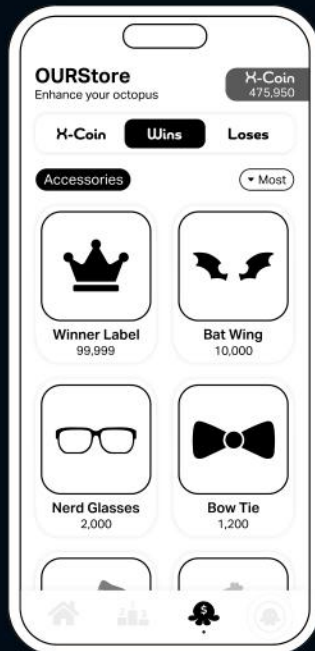 OURStore
Enhance your octopus
X-Coin
475,950
X-Coin
Wins
Loses
Accessories
Most
Winner Label
99,999
Bat Wing
10,000
Nerd Glasses
2,000
Bow Tie
1,200
$